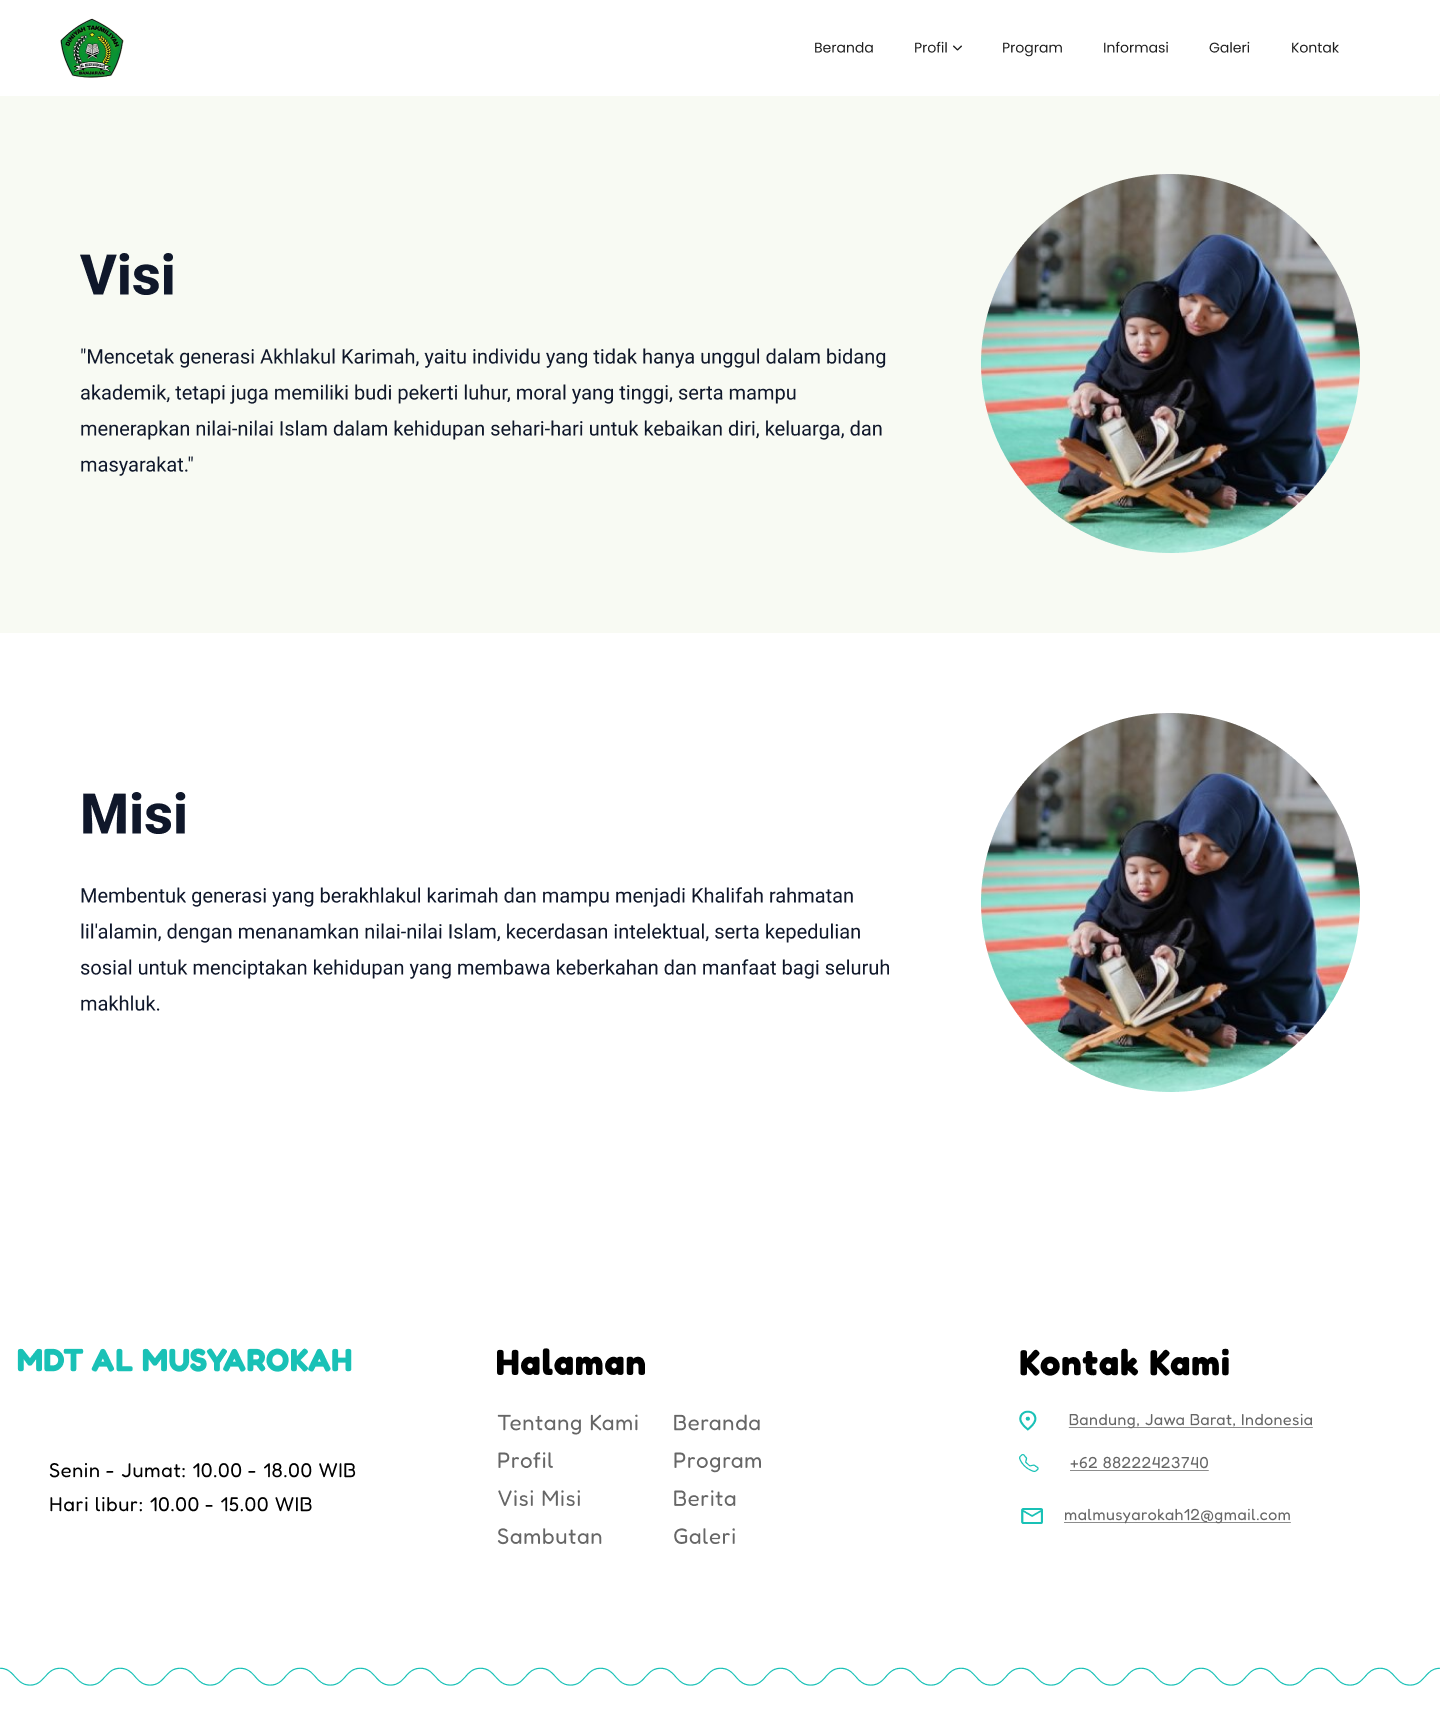 DINIYAH TAKMILIYAH
BANJARAN
Beranda Profil Program Informasi Galeri Kontak
Visi
"Mencetak generasi Akhlakul Karimah, yaitu individu yang tidak hanya unggul dalam bidang
akademik, tetapi juga memiliki budi pekerti luhur, moral yang tinggi, serta mampu
menerapkan nilai-nilai Islam dalam kehidupan sehari-hari untuk kebaikan diri, keluarga, dan
masyarakat."
Misi
Membentuk generasi yang berakhlakul karimah dan mampu menjadi Khalifah rahmatan
lil'alamin, dengan menanamkan nilai-nilai Islam, kecerdasan intelektual, serta kepedulian
sosial untuk menciptakan kehidupan yang membawa keberkahan dan manfaat bagi seluruh
makhluk.
MDT AL MUSYAROKAH
Senin - Jumat: 10.00 - 18.00 WIB
Hari libur: 10.00 - 15.00 WIB
Halaman
Tentang Kami Beranda
Profil Program
Visi Misi Berita
Sambutan Galeri
Kontak Kami
Bandung, Jawa Barat, Indonesia
+62 88222423740
malmusyarokah12@gmail.com